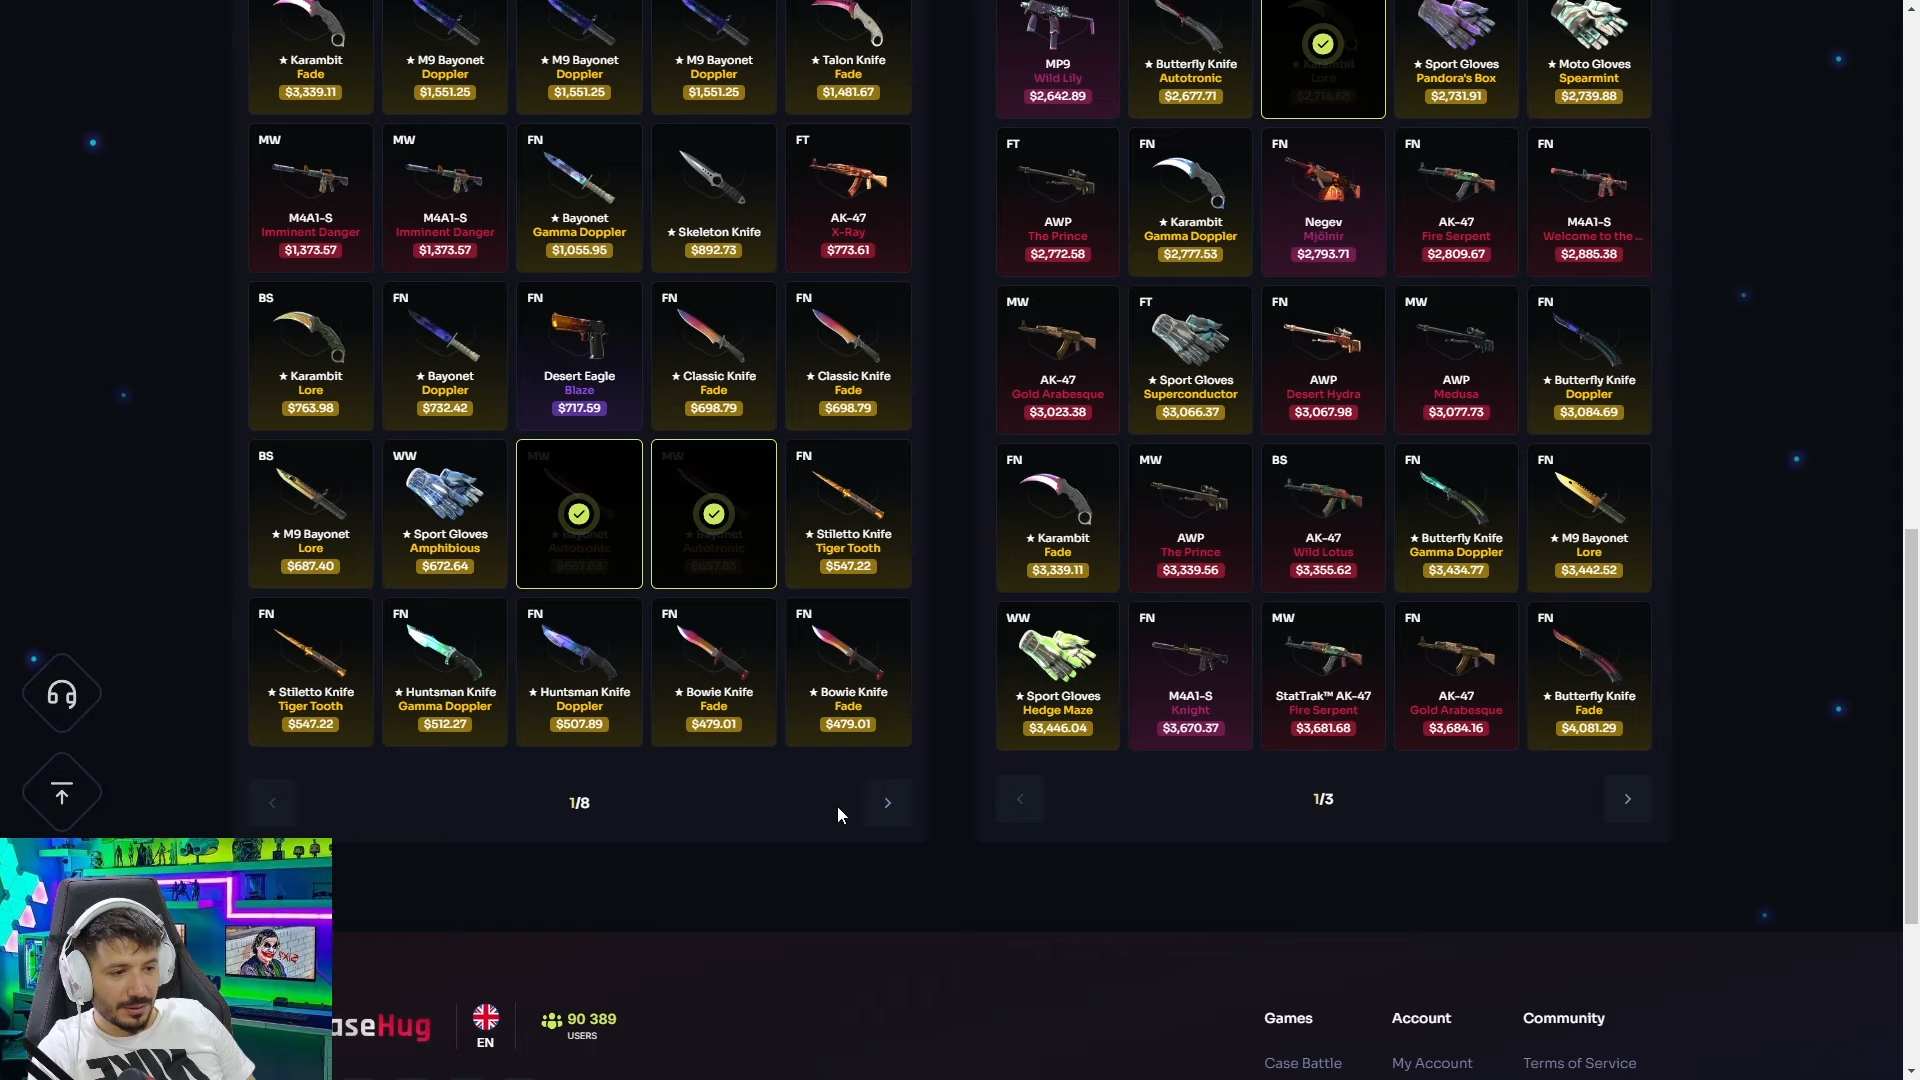 ★ Karambit
Fade
$3,339.11
★ M9 Bayonet
Doppler
$1,551.25
★ M9 Bayonet
Doppler
$1,551.25
★ M9 Bayonet
Doppler
$1,551.25
★ Talon Knife
Fade
$1,481.67
MW
M4A1-S
Imminent Danger
$1,373.57
MW
M4A1-S
Imminent Danger
$1,373.57
FN
★ Bayonet
Gamma Doppler
$1,055.95
★ Skeleton Knife
$892.73
FT
AK-47
X-Ray
$773.61
BS
★ Karambit
Lore
$763.98
FN
★ Bayonet
Doppler
$732.42
FN
Desert Eagle
Blaze
$717.59
FN
★ Classic Knife
Fade
$698.79
FN
★ Classic Knife
Fade
$698.79
BS
★ M9 Bayonet
Lore
$687.40
WW
★ Sport Gloves
Amphibious
$672.64
MW
★ Bayonet
Autotronic
MW
★ Bayonet
Autotronic
FN
★ Stiletto Knife
Tiger Tooth
$547.22
FN
★ Stiletto Knife
Tiger Tooth
$547.22
FN
★ Huntsman Knife
Gamma Doppler
$512.27
FN
★ Huntsman Knife
Doppler
$507.89
FN
★ Bowie Knife
Fade
$479.01
FN
★ Bowie Knife
Fade
$479.01
1/8
MP9
Wild Lily
$2,642.89
★ Butterfly Knife
Autotronic
$2,677.71
★ Karambit
Lore
$2,714.68
★ Sport Gloves
Pandora's Box
$2,731.91
★ Moto Gloves
Spearmint
$2,739.88
FT
AWP
The Prince
$2,772.58
FN
★ Karambit
Gamma Doppler
$2,777.53
FN
Negev
Mjölnir
$2,793.71
FN
AK-47
Fire Serpent
$2,809.67
FN
M4A1-S
Welcome to the ...
$2,885.38
MW
AK-47
Gold Arabesque
$3,023.38
FT
★ Sport Gloves
Superconductor
$3,066.37
FN
AWP
Desert Hydra
$3,067.98
MW
AWP
Medusa
$3,077.73
FN
★ Butterfly Knife
Doppler
$3,084.69
FN
★ Karambit
Fade
$3,339.11
MW
AWP
The Prince
$3,339.56
BS
AK-47
Wild Lotus
$3,355.62
FN
★ Butterfly Knife
Gamma Doppler
$3,434.77
FN
★ M9 Bayonet
Lore
$3,442.52
WW
★ Sport Gloves
Hedge Maze
$3,446.04
FN
M4A1-S
Knight
$3,670.37
MW
StatTrak™ AK-47
Fire Serpent
$3,681.68
FN
AK-47
Gold Arabesque
$3,684.16
FN
★ Butterfly Knife
Fade
$4,081.29
1/3
aseHug
EN
90 389
USERS
Games
Case Battle
Account
My Account
Community
Terms of Service